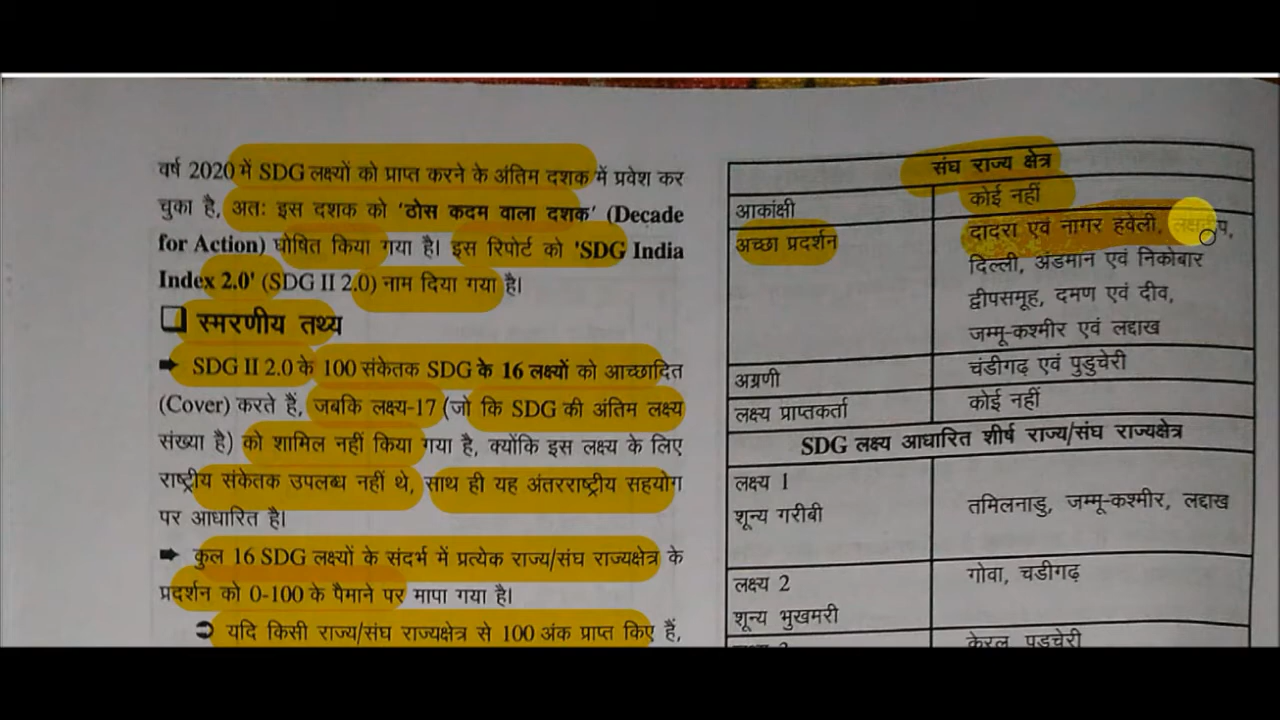 वर्ष 2020 में SDG लक्ष्यों को प्राप्त करने के अंतिम दशक में प्रवेश कर
चुका है, अतः इस दशक को 'ठोस कदम वाला दशक' (Decade
for Action) घोषित किया गया है। इस रिपोर्ट को 'SDG India
Index 2.0' (SDG II 2.0) नाम दिया गया है।
स्मरणीय तथ्य
SDG II 2.0 के 100 संकेतक SDG के 16 लक्ष्यों को आच्छादित
(Cover) करते हैं, जबकि लक्ष्य-17 (जो कि SDG की अंतिम लक्ष्य
संख्या है) को शामिल नहीं किया गया है, क्योंकि इस लक्ष्य के लिए
राष्ट्रीय संकेतक उपलब्ध नहीं थे, साथ ही यह अंतरराष्ट्रीय सहयोग
पर आधारित है।
कुल 16 SDG लक्ष्यों के संदर्भ में प्रत्येक राज्य/संघ राज्यक्षेत्र के
प्रदर्शन को 0-100 के पैमाने पर मापा गया है।
यदि किसी राज्य/संघ राज्यक्षेत्र से 100 अंक प्राप्त किए हैं,
संघ राज्य क्षेत्र
आकांक्षी कोई नहीं
अच्छा प्रदर्शन दादरा एवं नागर हवेली,
दिल्ली, अंडमान एवं निकोबार
द्वीपसमूह, दमण एवं दीव,
जम्मू-कश्मीर एवं लद्दाख
अग्रणी चंडीगढ़ एवं पुडुचेरी
लक्ष्य प्राप्तकर्ता कोई नहीं
SDG लक्ष्य आधारित शीर्ष राज्य/संघ राज्यक्षेत्र
लक्ष्य 1
शून्य गरीबी तमिलनाडु, जम्मू-कश्मीर, लद्दाख
लक्ष्य 2 गोवा, चडीगढ़
शून्य भुखमरी
केरल